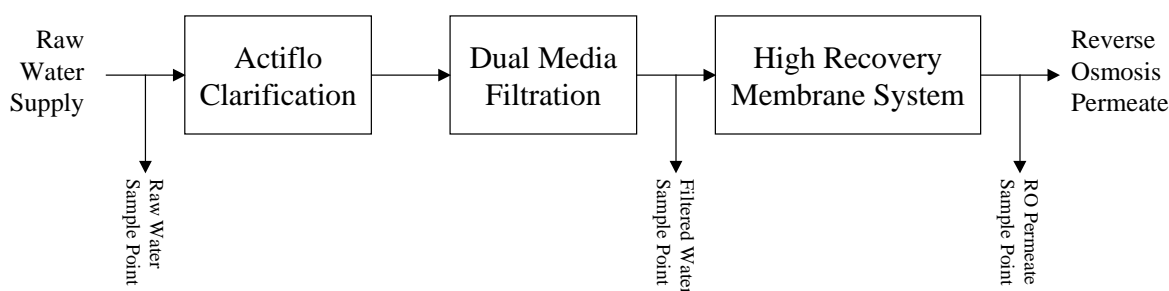 Raw
Water
Supply
Actiflo
Clarification
Dual Media
Filtration
High Recovery
Membrane System
Reverse
Osmosis
Permeate
Raw Water
Sample Point
Filtered Water
Sample Point
RO Permeate
Sample Point